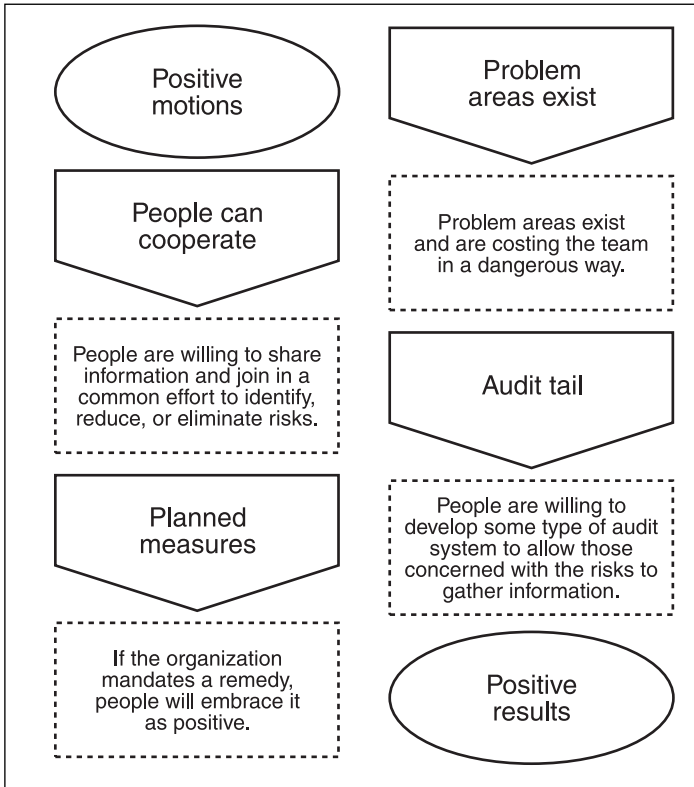 Positive
motions
People can
cooperate
People are willing to share
information and join in a
common effort to identify,
reduce, or eliminate risks.
Planned
measures
If the organization
mandates a remedy,
people will embrace it
as positive.
Problem
areas exist
Problem areas exist
and are costing the team
in a dangerous way.
Audit tail
People are willing to
develop some type of audit
system to allow those
concerned with the risks to
gather information.
Positive
results